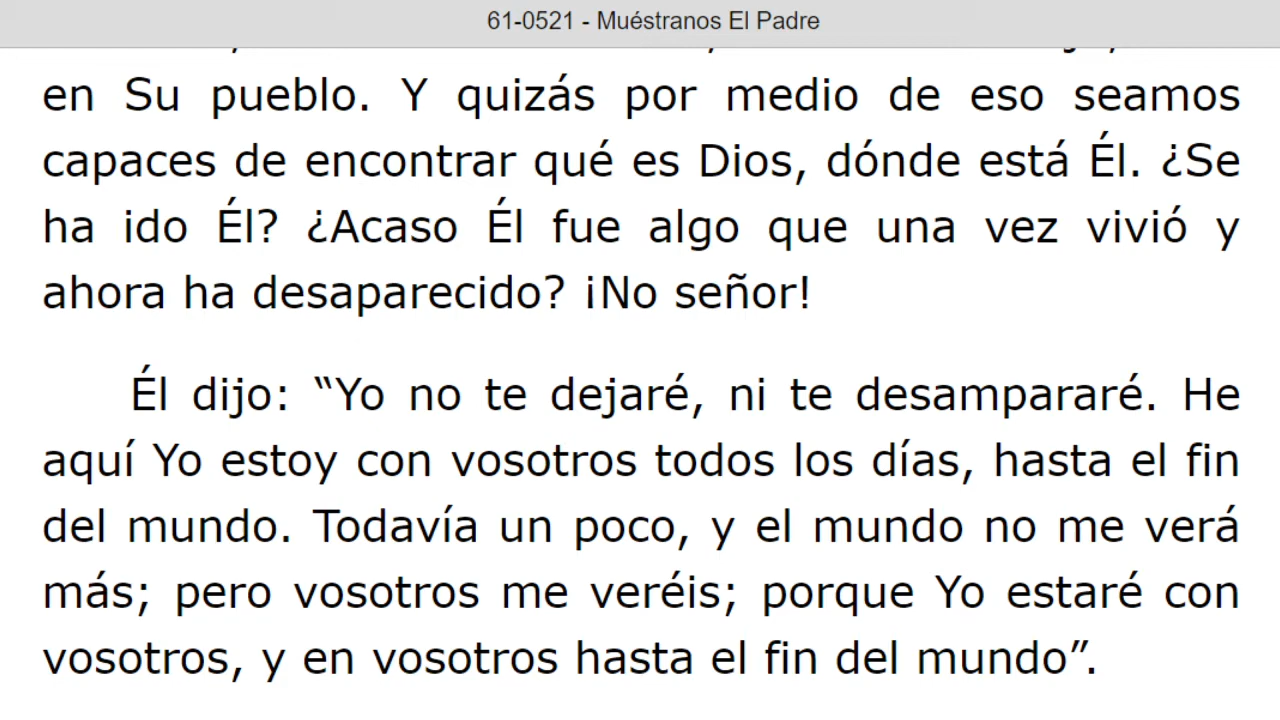 61-0521 - Muéstranos El Padre
en Su pueblo. Y quizás por medio de eso seamos
capaces de encontrar qué es Dios, dónde está Él. ¿Se
ha ido Él? ¿Acaso Él fue algo que una vez vivió y
ahora ha desaparecido? ¡No señor!
Él dijo: “Yo no te dejaré, ni te desampararé. He
aquí Yo estoy con vosotros todos los días, hasta el fin
del mundo. Todavía un poco, y el mundo no me verá
más; pero vosotros me veréis; porque Yo estaré con
vosotros, y en vosotros hasta el fin del mundo”.